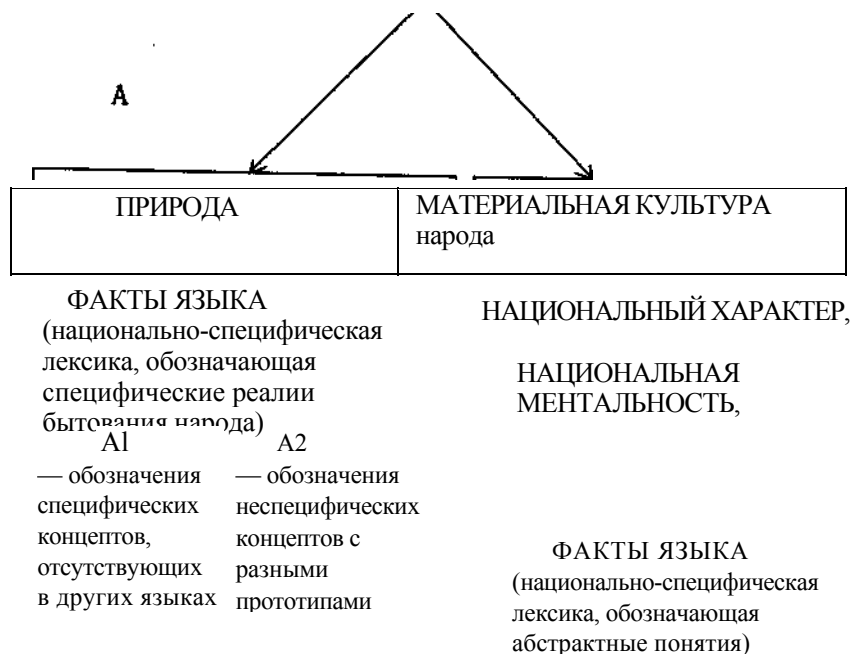 А
ПРИРОДА
МАТЕРИАЛЬНАЯ КУЛЬТУРА
народа
ФАКТЫ ЯЗЫКА
(национально-специфическая
лексика, обозначающая
специфические реалии
бытования народа)
А1
— обозначения
специфических
концептов,
отсутствующих
в других языках
А2
— обозначения
неспецифических
концептов с
разными
прототипами
НАЦИОНАЛЬНЫЙ ХАРАКТЕР,
НАЦИОНАЛЬНАЯ
МЕНТАЛЬНОСТЬ,
ФАКТЫ ЯЗЫКА
(национально-специфическая
лексика, обозначающая
абстрактные понятия)